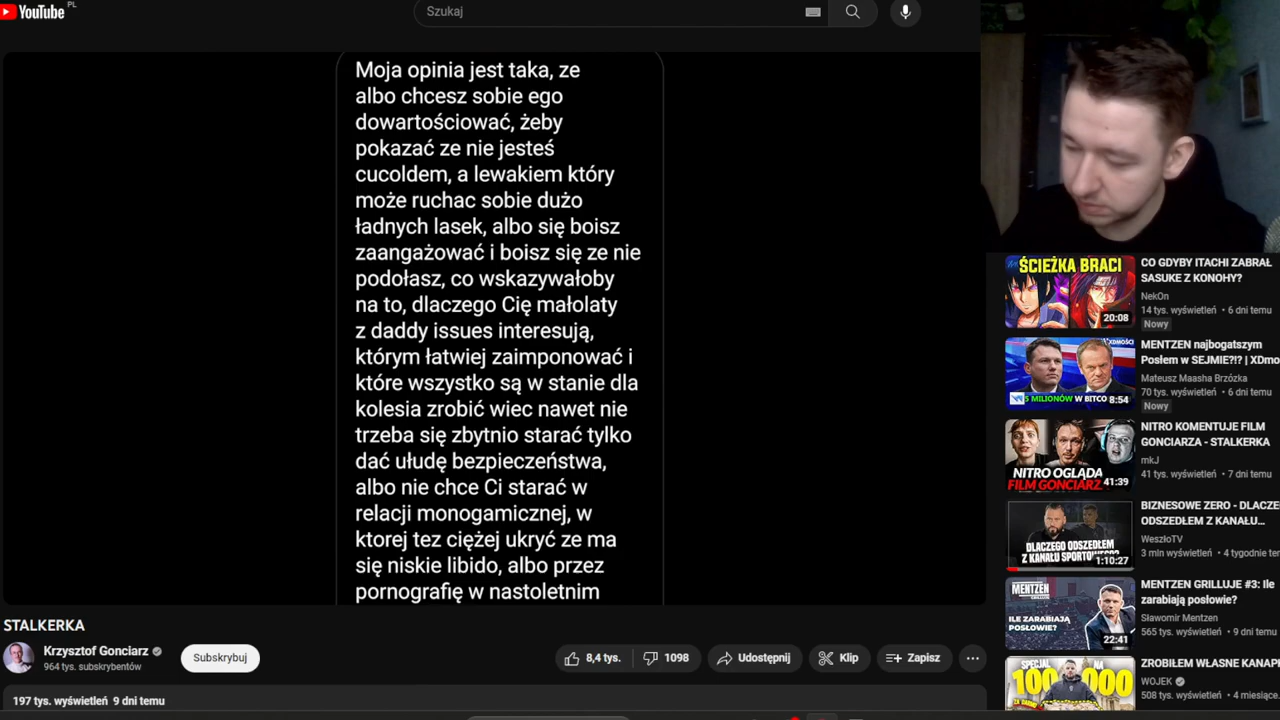 YouTube PL
Szukaj
Moja opinia jest taka, ze
albo chcesz sobie ego
dowartościować, żeby
pokazać ze nie jesteś
cucoldem, a lewakiem który
może ruchac sobie dużo
ładnych lasek, albo się boisz
zaangażować i boisz się ze nie
podołasz, co wskazywałoby
na to, dlaczego Cię małolaty
z daddy issues interesują,
którym łatwiej zaimponować i
które wszystko są w stanie dla
kolesia zrobić wiec nawet nie
trzeba się zbytnio starać tylko
dać ułudę bezpieczeństwa,
albo nie chce Ci starać w
relacji monogamicznej, w
ktorej tez ciężej ukryć ze ma
się niskie libido, albo przez
pornografię w nastoletnim
STALKERKA
Krzysztof Gonciarz
964 tys. subskrybentów
Subskrybuj
8,4 tys.
1098
Udostępnij
Klip
Zapisz
197 tys. wyświetleń 9 dni temu
ŚCIEŻKA BRACI
20:08
CO GDYBY ITACHI ZABRAŁ
SASUKE Z KONOHY?
NekOn
14 tys. wyświetleń • 6 dni temu
Nowy
XDMOŚCI
5 MILIONÓW W BITCO
8:54
MENTZEN najbogatszym
Posłem w SEJMIE?!? | XDmo
Mateusz Maasha Brzózka
70 tys. wyświetleń • 6 dni temu
Nowy
NITRO OGLĄDA
FILM GONCIARZ
41:39
NITRO KOMENTUJE FILM
GONCIARZA - STALKERKA
mkJ
41 tys. wyświetleń • 7 dni temu
DLACZEGO ODSZEDŁEM
Z KANAŁU SPORTOWEGO?
1:10:27
BIZNESOWE ZERO - DLACZE
ODSZEDŁEM Z KANAŁU...
WeszłoTV
3 mln wyświetleń • 4 tygodnie te
MENTZEN
GRILLUJE
ILE ZARABIAJĄ
POSŁOWIE?
22:41
MENTZEN GRILLUJE #3: Ile
zarabiają posłowie?
Sławomir Mentzen
565 tys. wyświetleń • 9 dni tem
SPECJAL NA
100 000
ZROBIŁEM WŁASNE KANAP
WOJEK
508 tys. wyświetleń • 4 miesiące